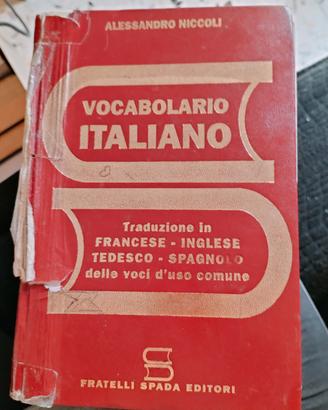 ALESSANDRO NICCOLI
VOCABOLARIO
ITALIANO
Traduzione in
FRANCESE - INGLESE
TEDESCO - SPAGNOLO
delle voci d'uso comune
FRATELLI SPADA EDITORI